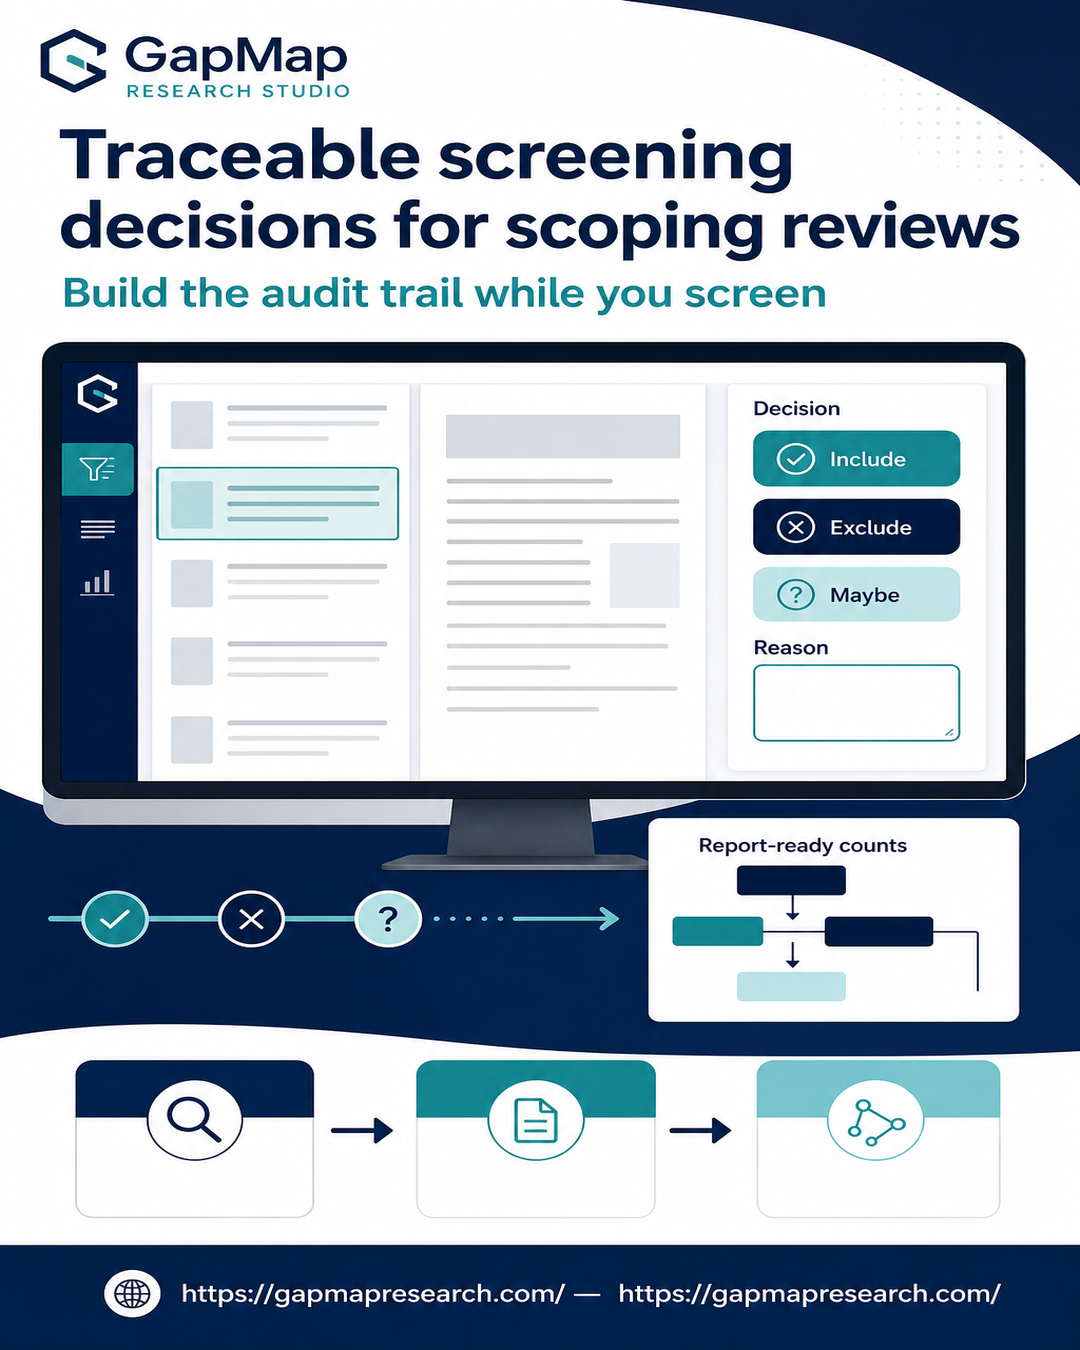 GapMap
RESEARCH STUDIO
Traceable screening
decisions for scoping reviews
Build the audit trail while you screen
Decision
Include
Exclude
Maybe
Reason
Report-ready counts
?
https://gapmapresearch.com/ — https://gapmapresearch.com/